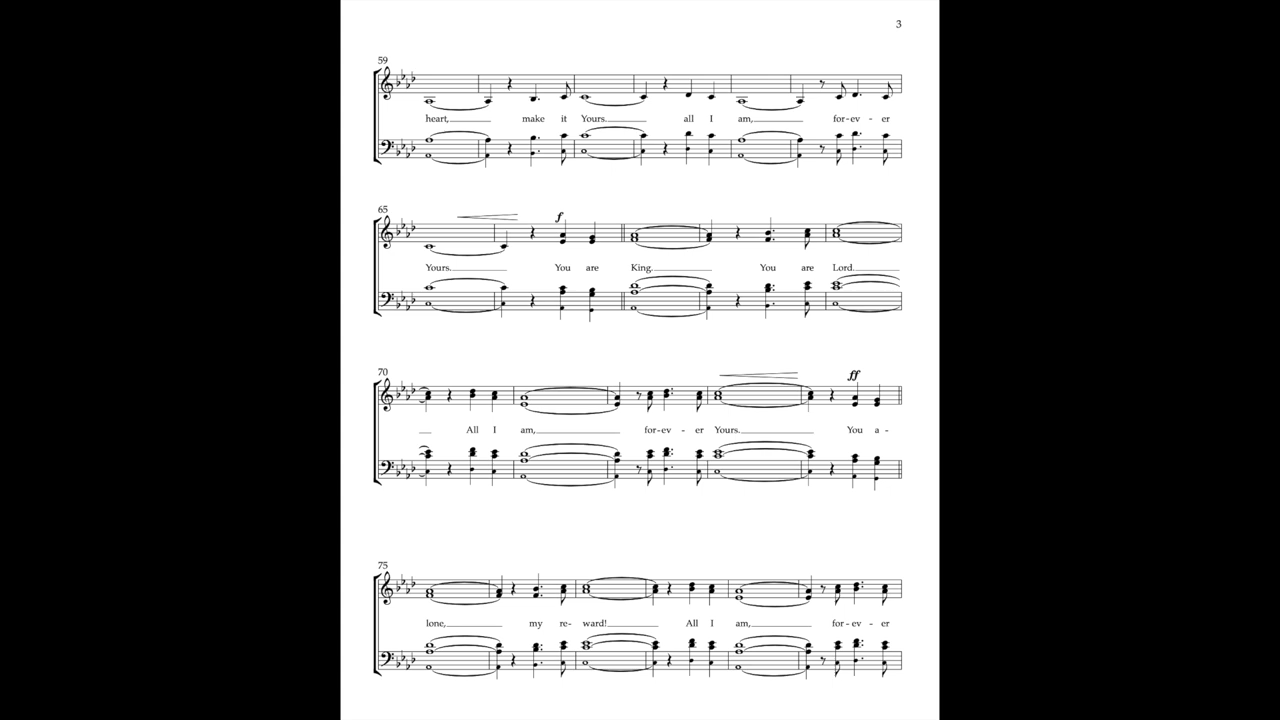 3
59
heart, make it Yours. all I am, for-ev-er
65
f
Yours. You are King. You are Lord.
70
ff
All I am, for-ev-er Yours. You a-
75
lone, my re-ward! All I am, for-ev-er